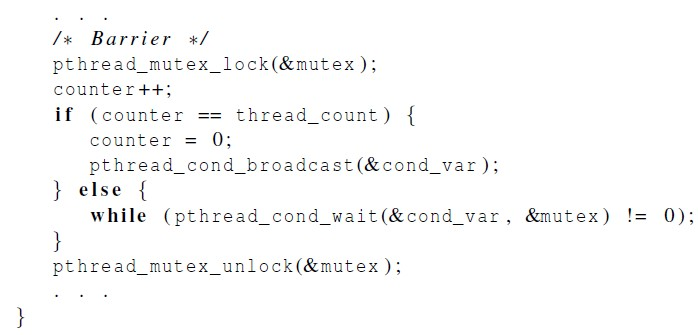 . . .
/* Barrier */
pthread_mutex_lock(&mutex);
counter++;
if (counter == thread_count) {
counter = 0;
pthread_cond_broadcast(&cond_var);
} else {
while (pthread_cond_wait(&cond_var, &mutex) != 0);
}
pthread_mutex_unlock(&mutex);
. . .
}